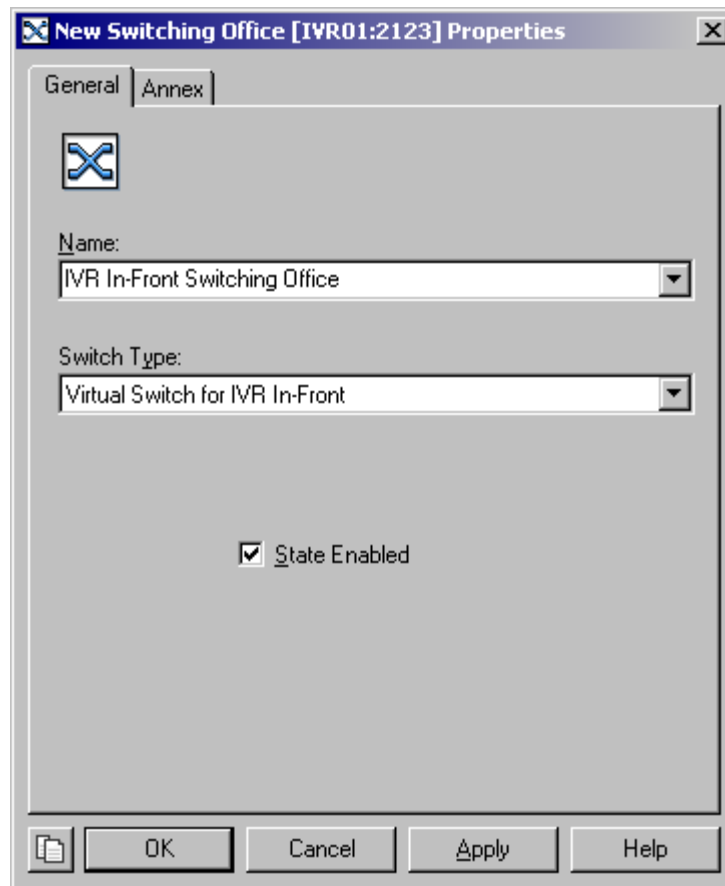 New Switching Office [IVR01:2123] Properties
General Annex
Name:
IVR In-Front Switching Office
Switch Type:
Virtual Switch for IVR In-Front
State Enabled
OK Cancel Apply Help